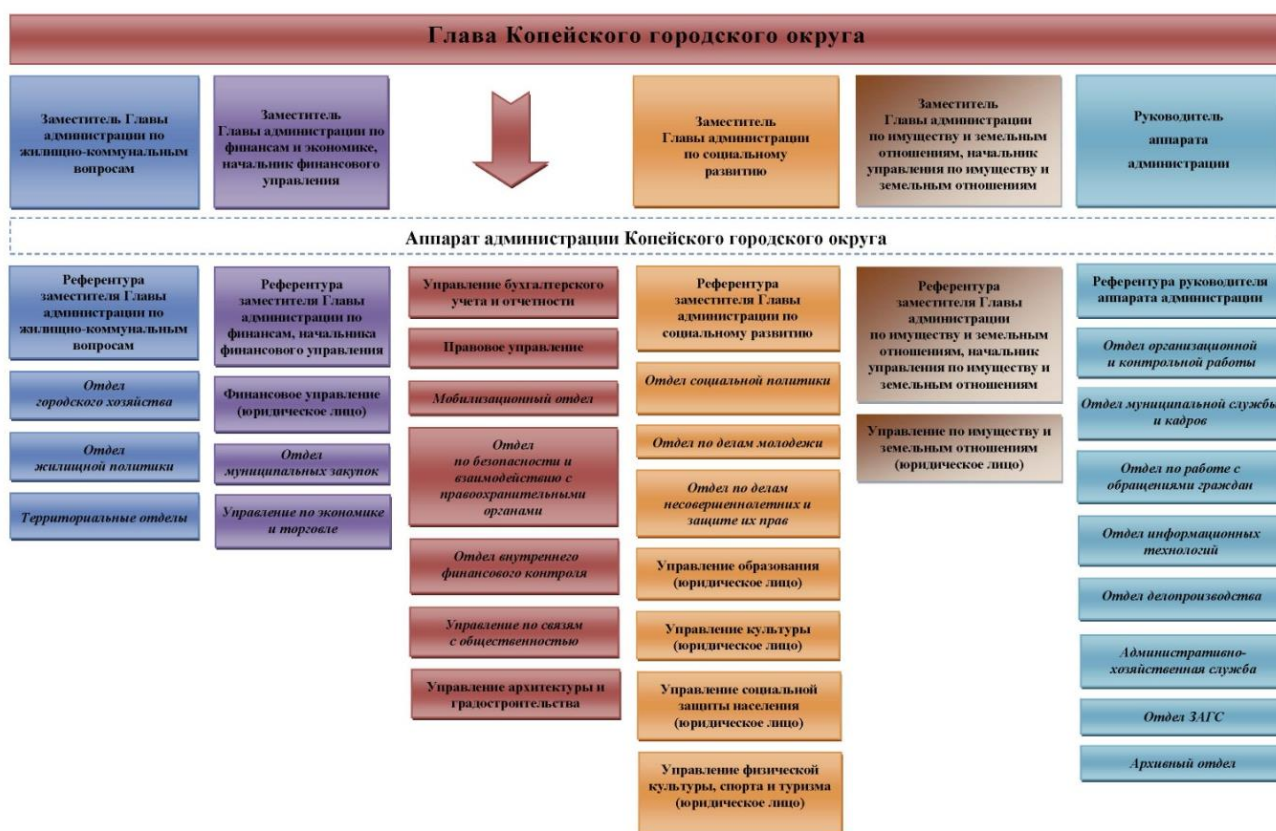 Глава Копейского городского округа
Заместитель Главы
администрации по
жилищно-коммунальным
вопросам
Заместитель
Главы администрации по
финансам и экономике,
начальник финансового
управления
Заместитель
Главы администрации
по социальному
развитию
Заместитель
Главы администрации
по имуществу и земельным
отношениям, начальник
управления по имуществу и
земельным отношениям
Руководитель
аппарата
администрации
Аппарат администрации Копейского городского округа
Референтура
заместителя Главы
администрации по
жилищно-коммунальным
вопросам
Отдел
городского хозяйства
Отдел
жилищной политики
Территориальные отделы
Референтура
заместителя Главы
администрации по
финансам, начальника
финансового управления
Финансовое управление
(юридическое лицо)
Отдел
муниципальных закупок
Управление по экономике
и торговле
Управление бухгалтерского
учета и отчетности
Правовое управление
Мобилизационный отдел
Отдел
по безопасности и
взаимодействию с
правоохранительными
органами
Отдел внутреннего
финансового контроля
Управление по связям
с общественностью
Управление архитектуры и
градостроительства
Референтура
заместителя Главы
администрации по
социальному развитию
Отдел социальной политики
Отдел по делам молодежи
Отдел по делам
несовершеннолетних и
защите их прав
Управление образования
(юридическое лицо)
Управление культуры
(юридическое лицо)
Управление социальной
защиты населения
(юридическое лицо)
Управление физической
культуры, спорта и туризма
(юридическое лицо)
Референтура
заместителя Главы
администрации
по имуществу и земельным
отношениям, начальник
управления по имуществу и
земельным отношениям
Управление по имуществу и
земельным отношениям
(юридическое лицо)
Референтура руководителя
аппарата администрации
Отдел организационной
и контрольной работы
Отдел муниципальной службы
и кадров
Отдел по работе с
обращениями граждан
Отдел информационных
технологий
Отдел делопроизводства
Административно-
хозяйственная служба
Отдел ЗАГС
Архивный отдел